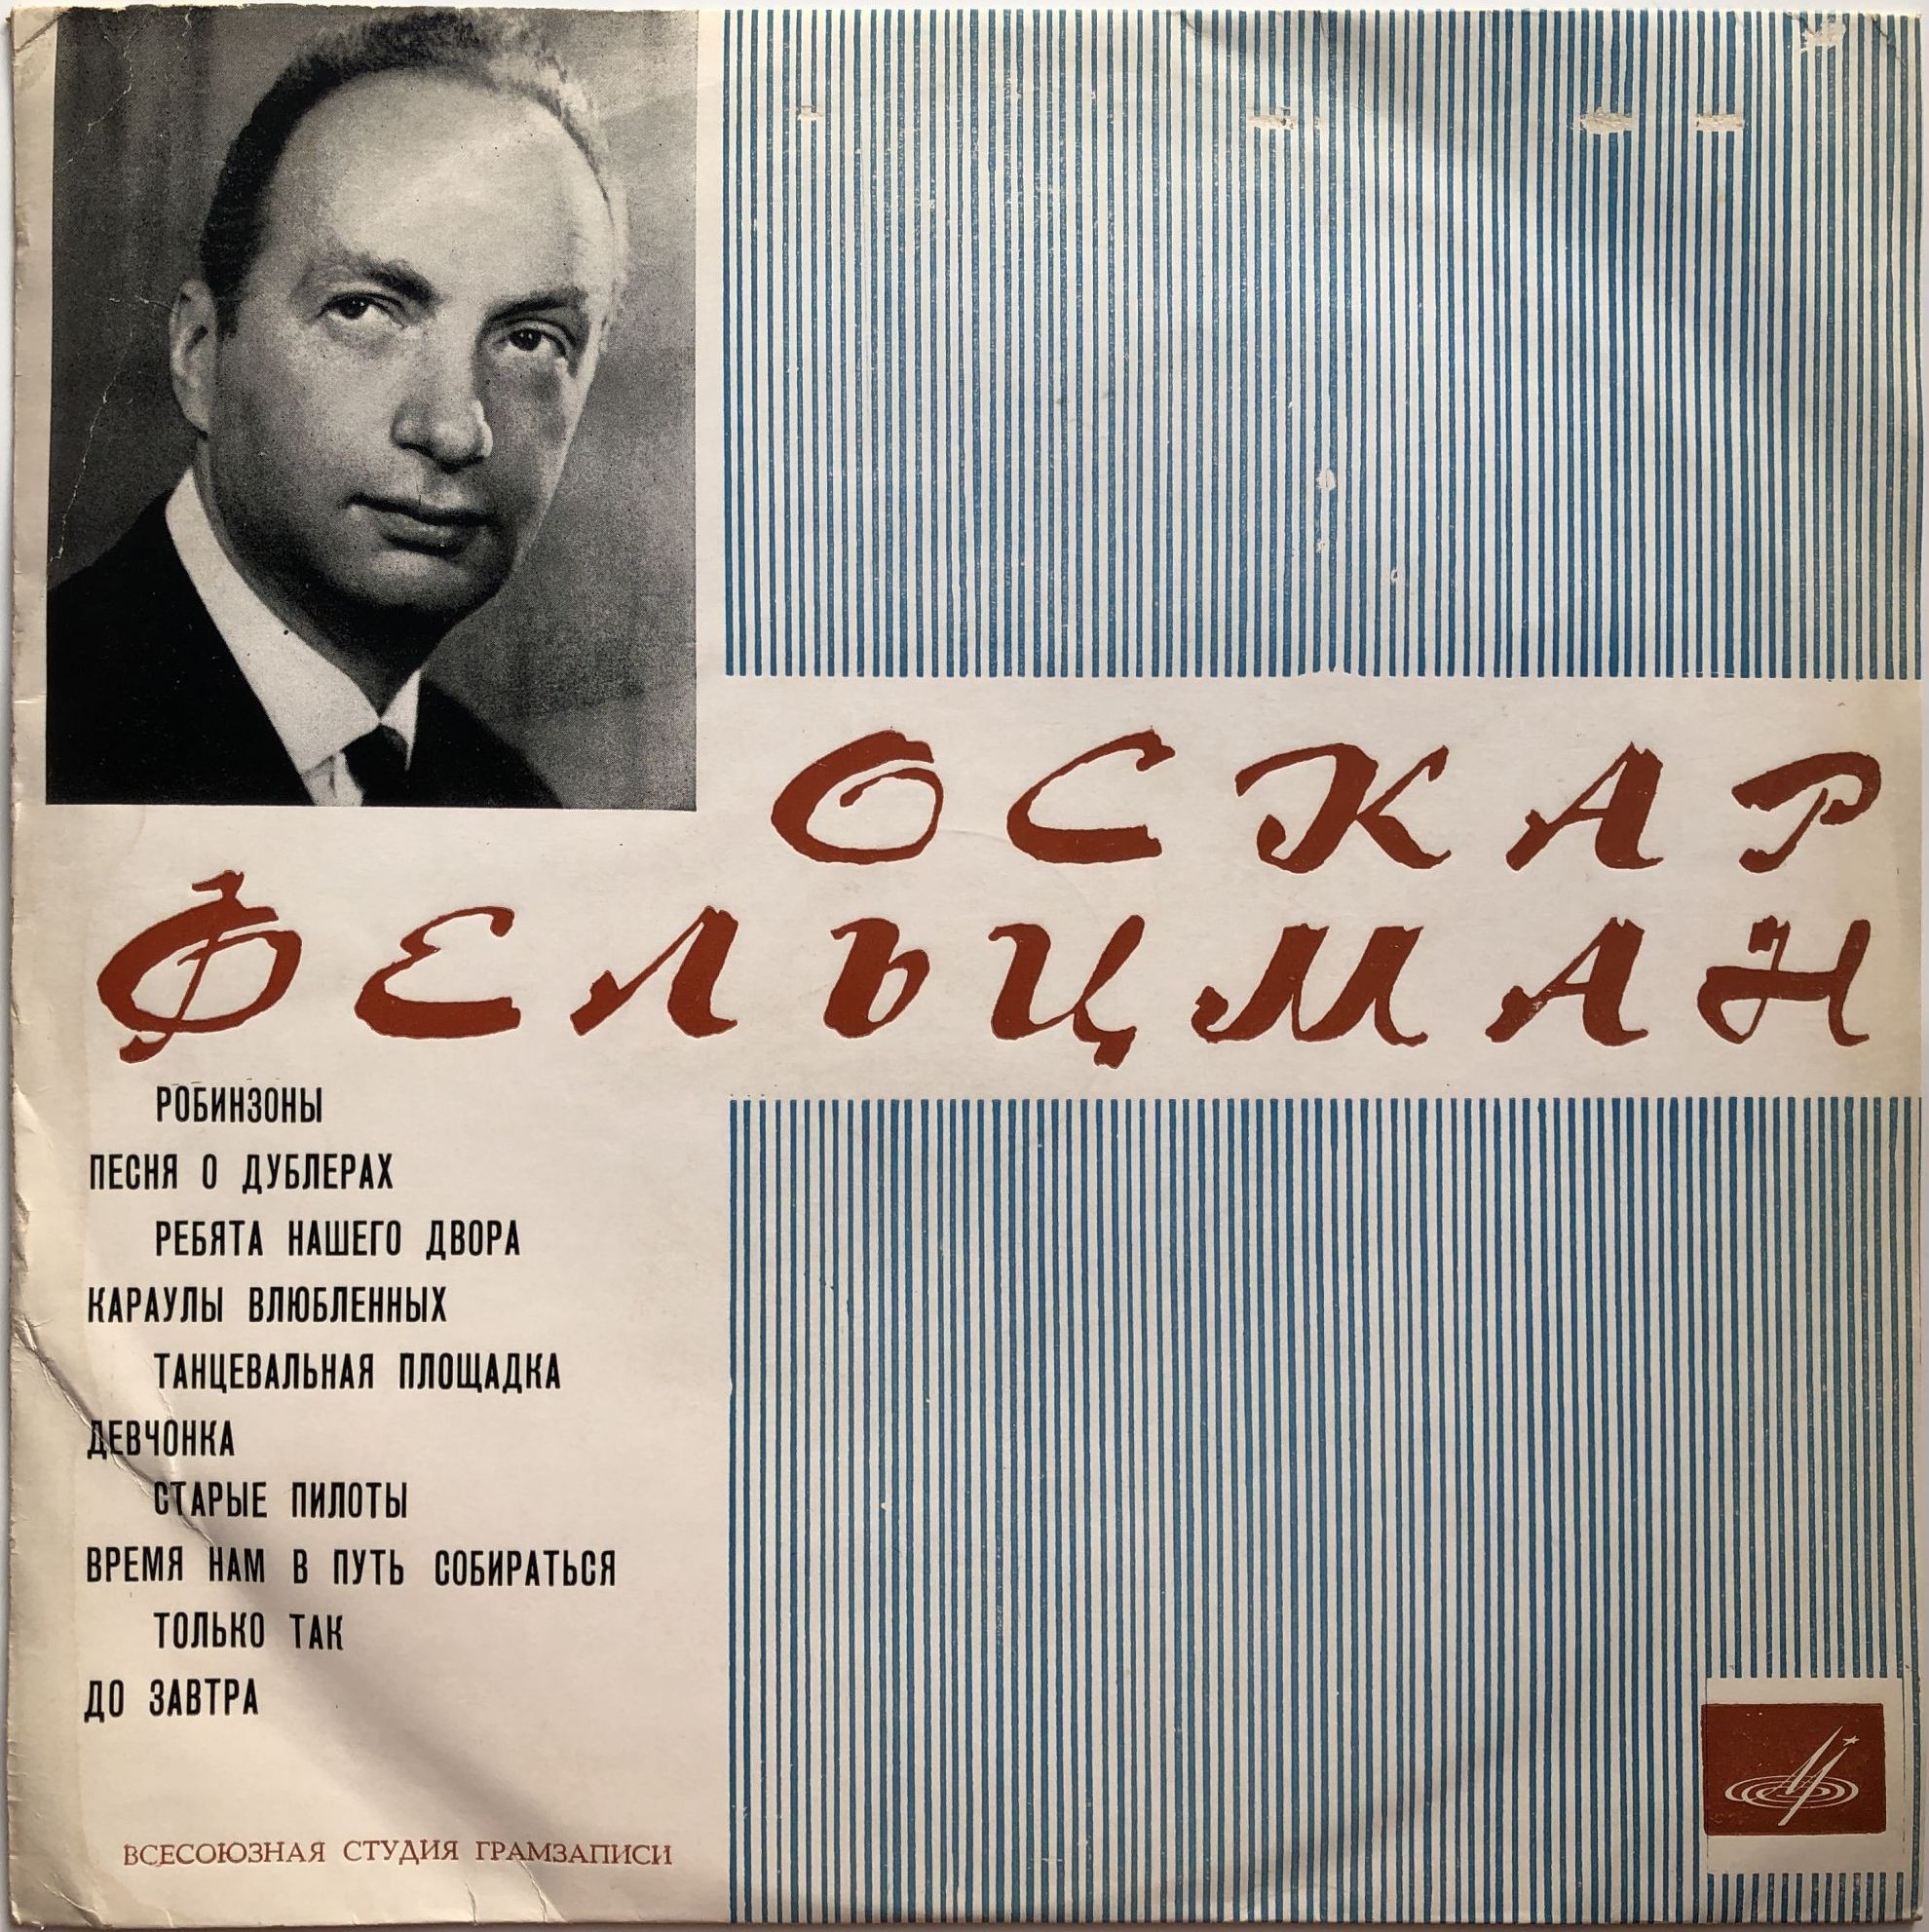 ОСКАР
ФЕЛЬЦМАН
РОБИНЗОНЫ
ПЕСНЯ О ДУБЛЕРАХ
РЕБЯТА НАШЕГО ДВОРА
КАРАУЛЫ ВЛЮБЛЕННЫХ
ТАНЦЕВАЛЬНАЯ ПЛОЩАДКА
ДЕВЧОНКА
СТАРЫЕ ПИЛОТЫ
ВРЕМЯ НАМ В ПУТЬ СОБИРАТЬСЯ
ТОЛЬКО ТАК
ДО ЗАВТРА
ВСЕСОЮЗНАЯ СТУДИЯ ГРАМЗАПИСИ